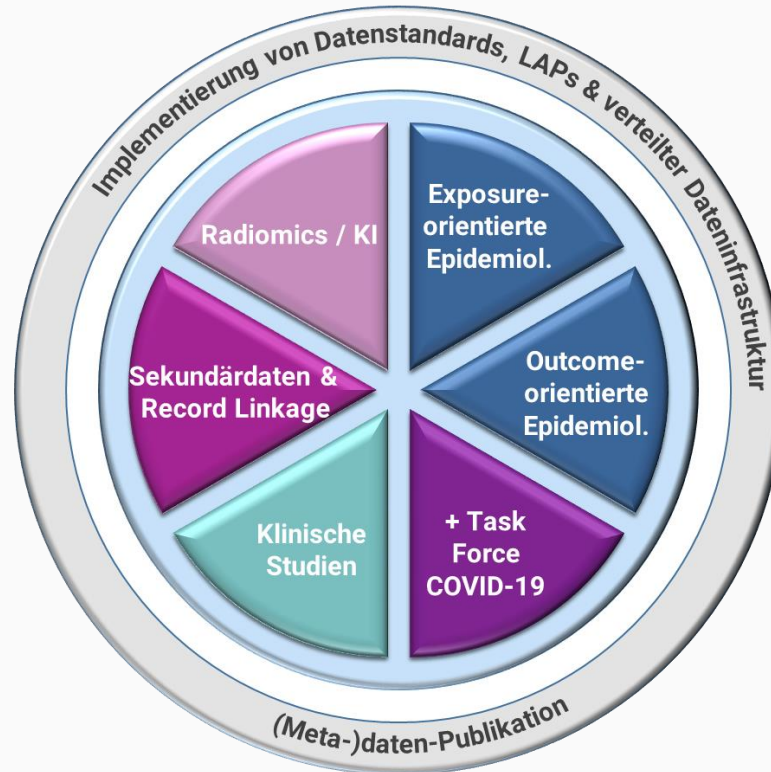 Implementierung von Datenstandards, LAPs & verteilter Dateninfrastruktur
Radiomics / KI
Exposure-
orientierte
Epidemiol.
Sekundärdaten &
Record Linkage
Outcome-
orientierte
Epidemiol.
Klinische
Studien
+ Task
Force
COVID-19
(Meta-)daten-Publikation